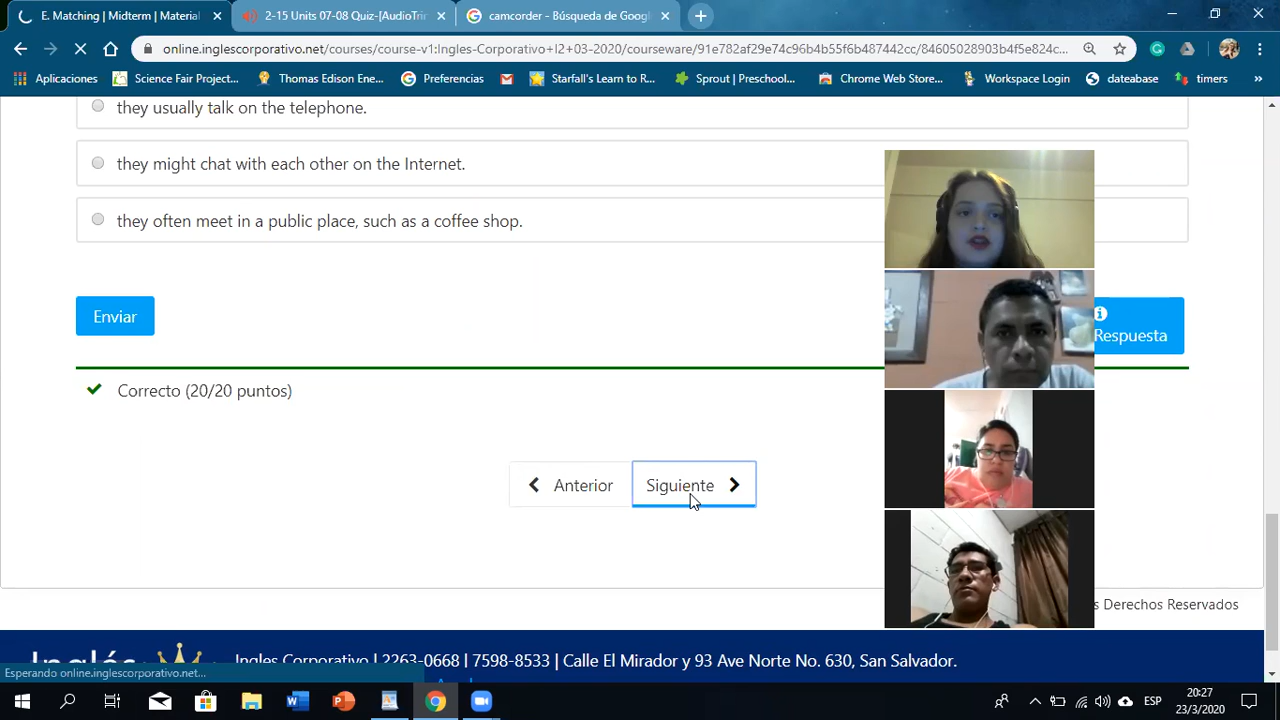 E. Matching | Midterm | Material
2-15 Units 07-08 Quiz-[AudioTrim
camcorder - Búsqueda de Google
online.inglescorporativo.net/courses/course-v1:Ingles-Corporativo+I2+03-2020/courseware/91e782af29e74c96b4b55f6b487442cc/84605028903b4f5e824c...
Aplicaciones
Science Fair Project...
Thomas Edison Ene...
Preferencias
Starfall's Learn to R...
Sprout | Preschool...
Chrome Web Store...
Workspace Login
dateabase
timers
they usually talk on the telephone.
they might chat with each other on the Internet.
they often meet in a public place, such as a coffee shop.
Enviar
Respuesta
Correcto (20/20 puntos)
Anterior
Siguiente
s Derechos Reservados
Inglés
Ingles Corporativo | 2263-0668 | 7598-8533 | Calle El Mirador y 93 Ave Norte No. 630, San Salvador.
Esperando online.inglescorporativo.net...
ESP
20:27
23/3/2020